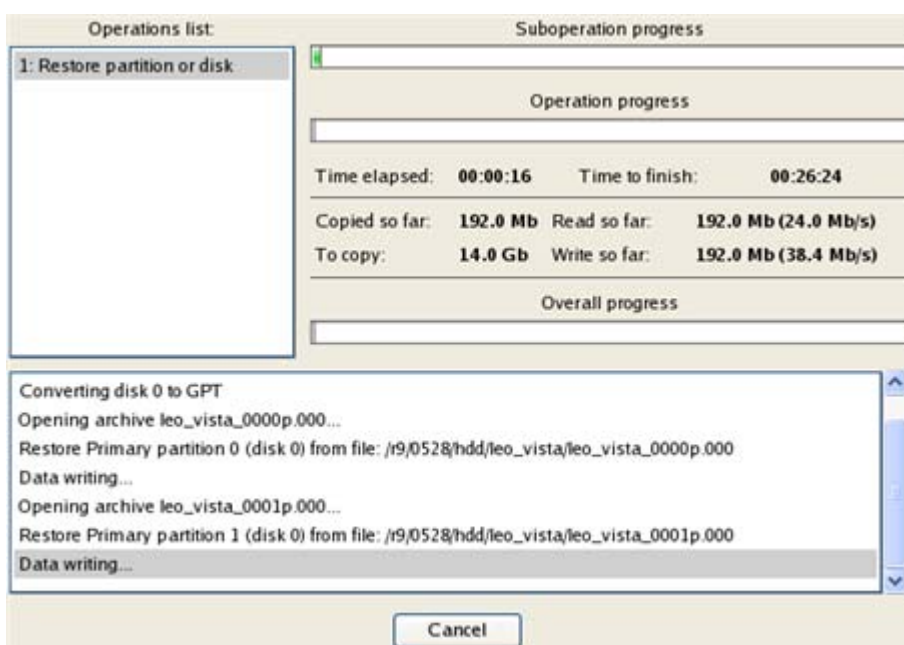 Operations list:
1: Restore partition or disk
Suboperation progress
Operation progress
Time elapsed: 00:00:16 Time to finish: 00:26:24
Copied so far: 192.0 Mb Read so far: 192.0 Mb (24.0 Mb/s)
To copy: 14.0 Gb Write so far: 192.0 Mb (38.4 Mb/s)
Overall progress
Converting disk 0 to GPT
Opening archive leo_vista_0000p.000...
Restore Primary partition 0 (disk 0) from file: /r9/0528/hdd/leo_vista/leo_vista_0000p.000
Data writing...
Opening archive leo_vista_0001p.000...
Restore Primary partition 1 (disk 0) from file: /r9/0528/hdd/leo_vista/leo_vista_0001p.000
Data writing...
Cancel